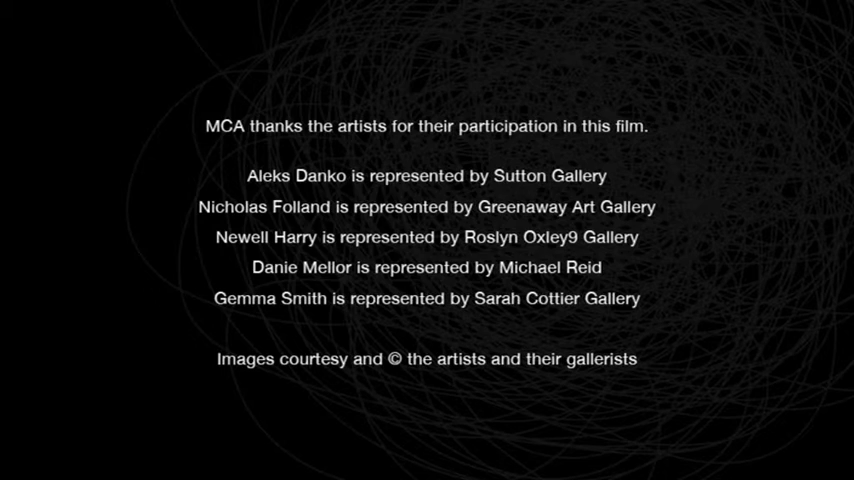 MCA thanks the artists for their participation in this film.
Aleks Danko is represented by Sutton Gallery
Nicholas Folland is represented by Greenaway Art Gallery
Newell Harry is represented by Roslyn Oxley9 Gallery
Danie Mellor is represented by Michael Reid
Gemma Smith is represented by Sarah Cottier Gallery
Images courtesy and © the artists and their gallerists